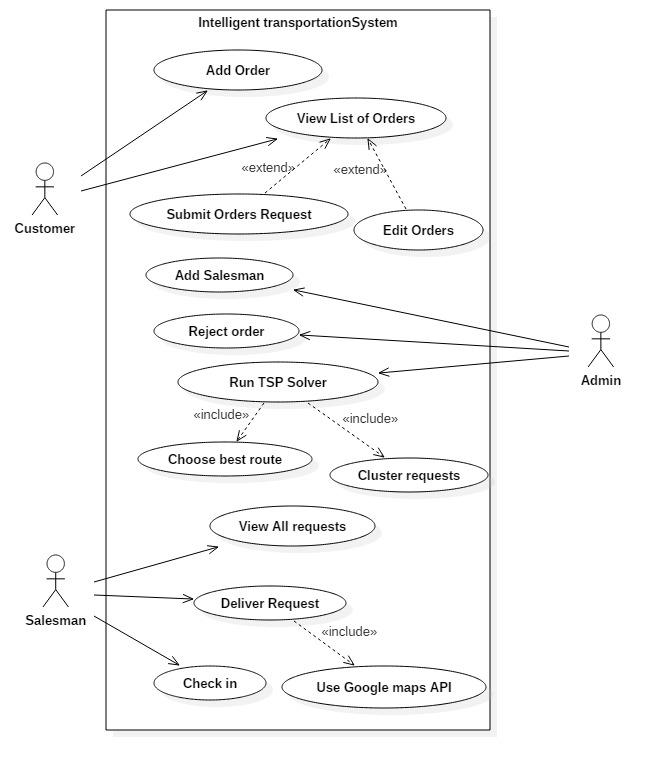 Intelligent transportationSystem
Add Order
View List of Orders
«extend»
«extend»
Submit Orders Request
Edit Orders
Customer
Add Salesman
Reject order
Run TSP Solver
Admin
«include»
«include»
Choose best route
Cluster requests
View All requests
Deliver Request
Salesman
«include»
Check in
Use Google maps API